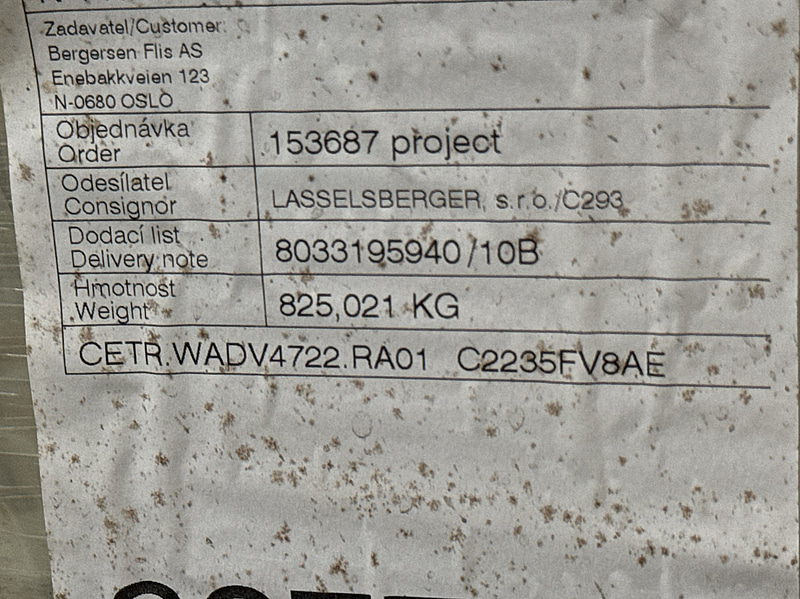 Zadavatel/Customer:
Bergersen Flis AS
Enebakkveien 123
N-0680 OSLO
Objednávka
Order
153687 project
Odesílatel
Consignor
LASSELSBERGER, s.r.o./C293
Dodací list
Delivery note
8033195940/10B
Hmotnost
Weight
825,021 KG
CETR.WADV4722.RA01 C2235FV8AE